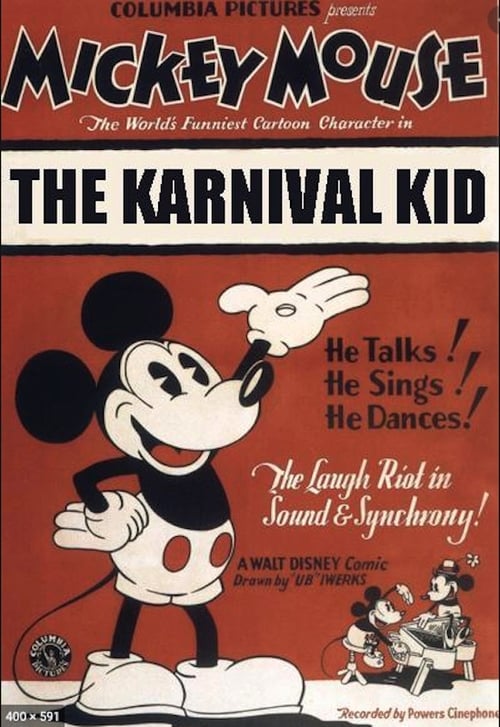 COLUMBIA PICTURES presents
MICKEY MOUSE
The World's Funniest Cartoon Character in
THE KARNIVAL KID
He Talks!
He Sings!
He Dances!
The Laugh Riot in
Sound & Synchrony!
A WALT DISNEY Comic
Drawn by "UB" IWERKS
COLUMBIA
PICTURES
Recorded by Powers Cinephone
400 × 591